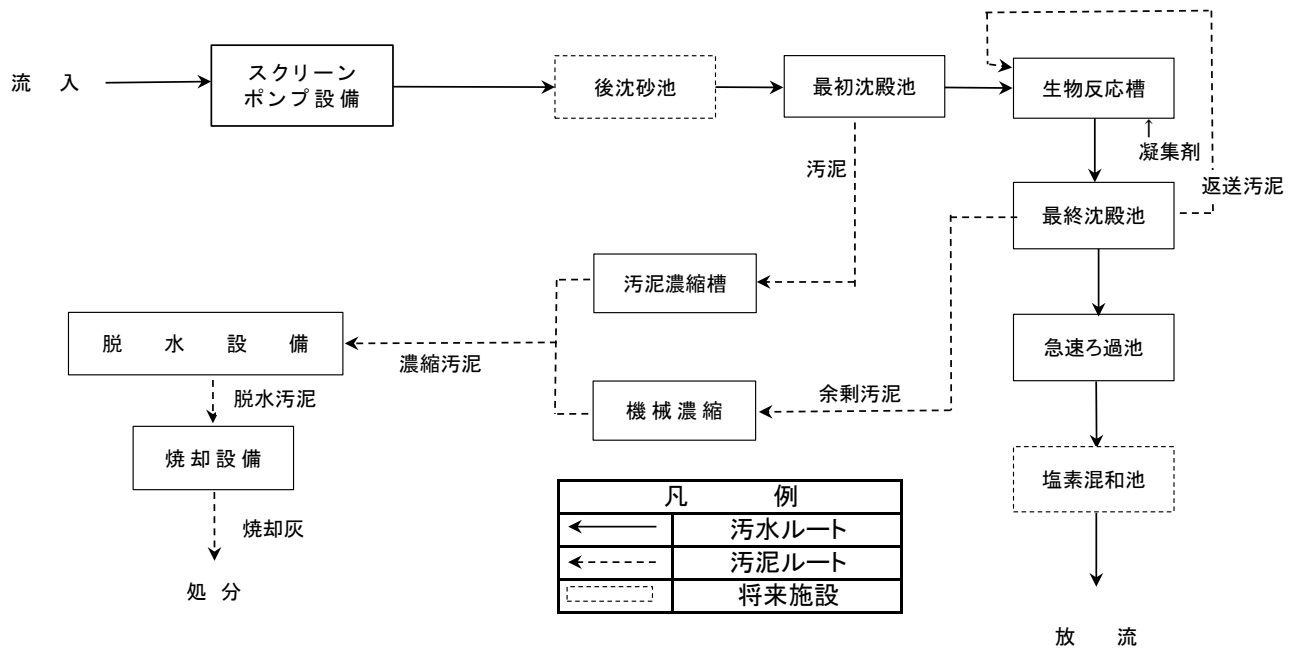 流　入
スクリーン
ポンプ設備
後沈砂池
最初沈殿池
生物反応槽
凝集剤
汚泥
返送汚泥
最終沈殿池
汚泥濃縮槽
脱　水　設　備
濃縮汚泥
急速ろ過池
脱水汚泥
機械濃縮
余剰汚泥
焼却設備
塩素混和池
焼却灰
処　分
凡　例
汚水ルート
汚泥ルート
将来施設
放　流